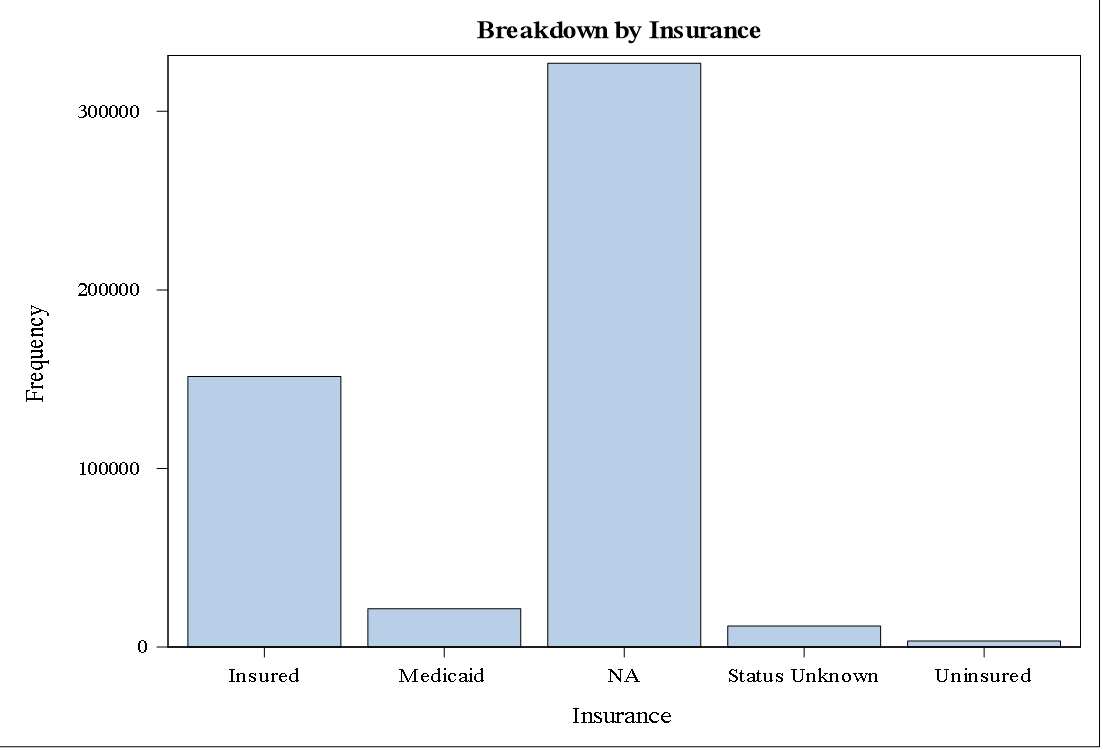 Breakdown by Insurance
300000
200000
100000
0
Frequency
Insured Medicaid NA Status Unknown Uninsured
Insurance